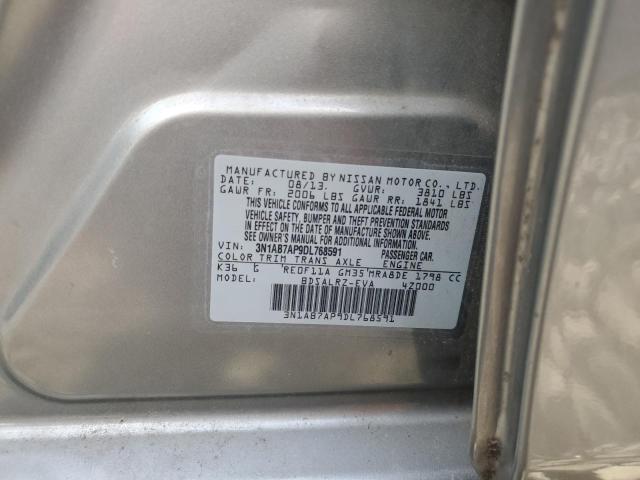 MANUFACTURED BY NISSAN MOTOR CO., LTD.
DATE: 08/13. GVWR: 3810 LBS
GAWR FR: 2006 LBS GAWR RR: 1841 LBS
THIS VEHICLE CONFORMS TO ALL APPLICABLE FEDERAL MOTOR
VEHICLE SAFETY, BUMPER AND THEFT PREVENTION STANDARDS
IN EFFECT ON THE DATE OF MANUFACTURE SHOWN ABOVE.
SEE OWNER'S MANUAL FOR ADDITIONAL INFORMATION
VIN: 3N1AB7AP9DL768591 PASSENGER CAR
COLOR TRIM TRANS AXLE ENGINE
K36 G RE0F11A GM35 MRA8DE 1798 CC
MODEL: BDSALRZ-EVA 4Z000
3N1AB7AP9DL768591